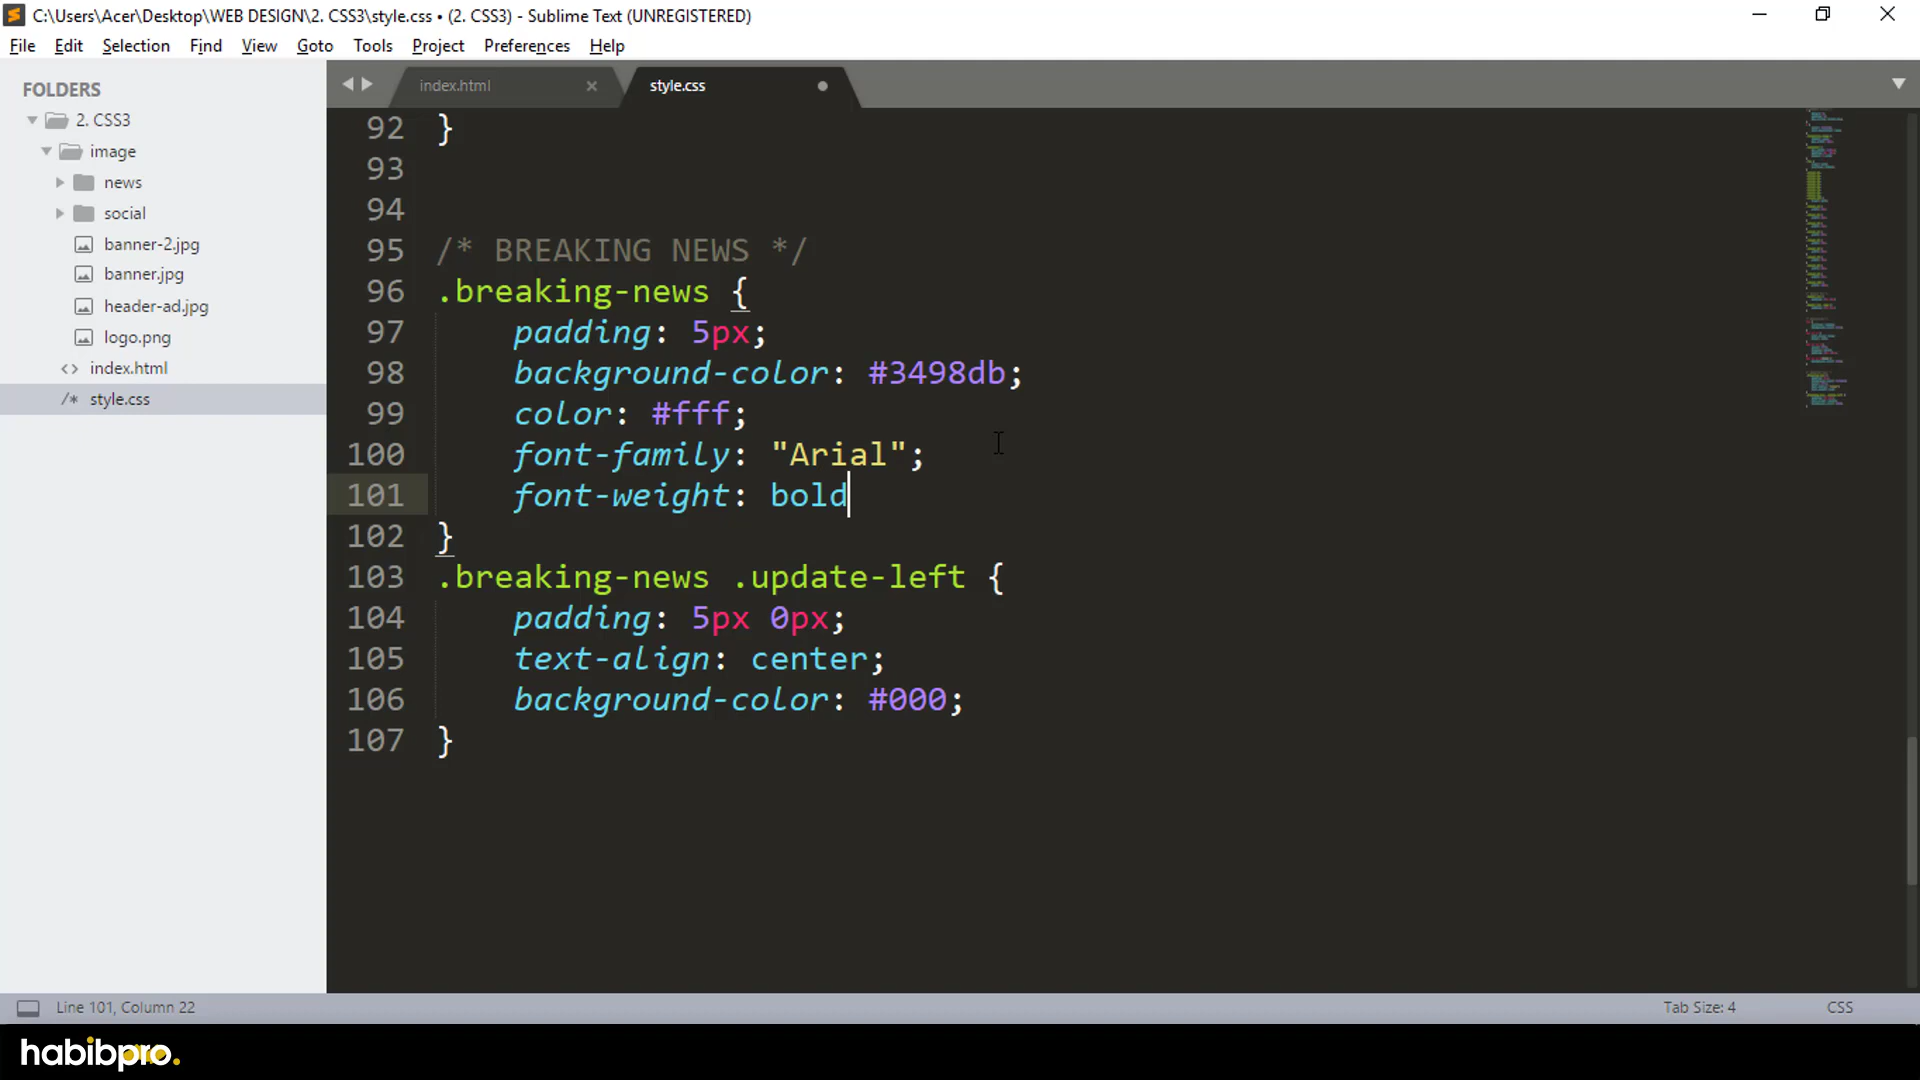 C:\Users\Acer\Desktop\WEB DESIGN\2. CSS3\style.css • (2. CSS3) - Sublime Text (UNREGISTERED)
File Edit Selection Find View Goto Tools Project Preferences Help
FOLDERS
2. CSS3
image
news
social
banner-2.jpg
banner.jpg
header-ad.jpg
logo.png
<> index.html
/* style.css
index.html
style.css
92 }
93
94
95 /* BREAKING NEWS */
96 .breaking-news {
97 padding: 5px;
98 background-color: #3498db;
99 color: #fff;
100 font-family: "Arial";
101 font-weight: bold
102 }
103 .breaking-news .update-left {
104 padding: 5px 0px;
105 text-align: center;
106 background-color: #000;
107 }
Line 101, Column 22
Tab Size: 4
CSS
habibpro.